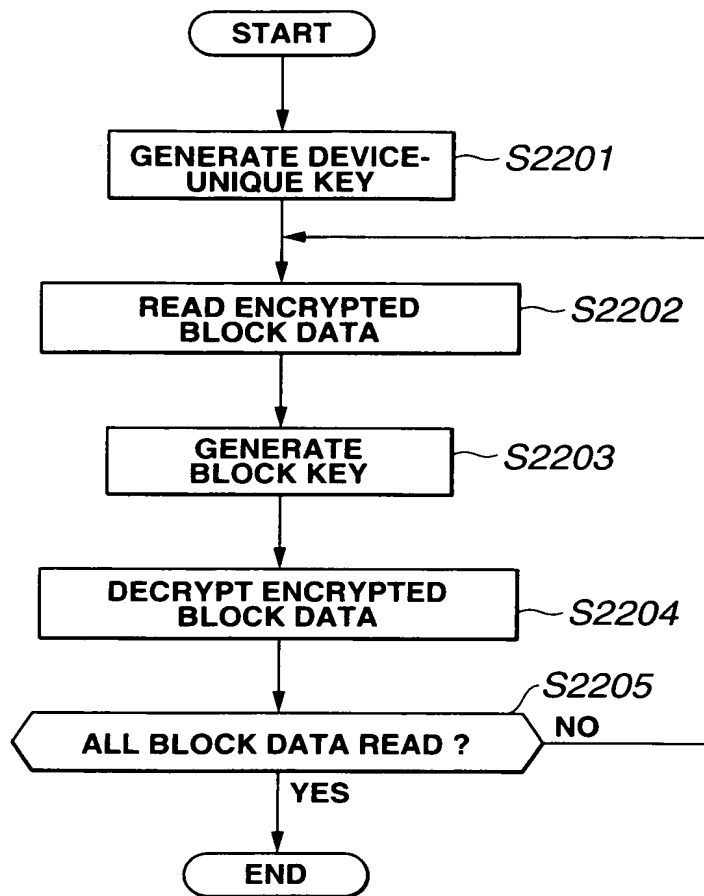 START
GENERATE DEVICE-
UNIQUE KEY
S2201
READ ENCRYPTED
BLOCK DATA
S2202
GENERATE
BLOCK KEY
S2203
DECRYPT ENCRYPTED
BLOCK DATA
S2204
S2205
ALL BLOCK DATA READ ?
NO
YES
END